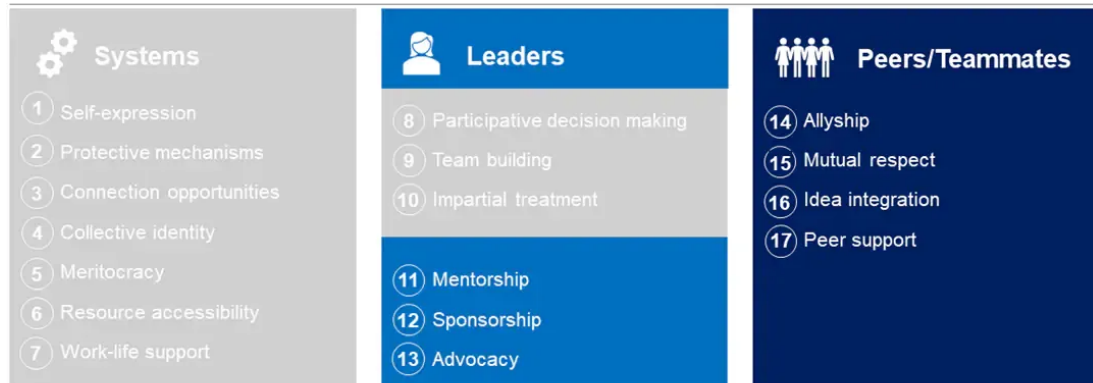 Systems
1 Self-expression
2 Protective mechanisms
3 Connection opportunities
4 Collective identity
5 Meritocracy
6 Resource accessibility
7 Work-life support
Leaders
8 Participative decision making
9 Team building
10 Impartial treatment
11 Mentorship
12 Sponsorship
13 Advocacy
Peers/Teammates
14 Allyship
15 Mutual respect
16 Idea integration
17 Peer support